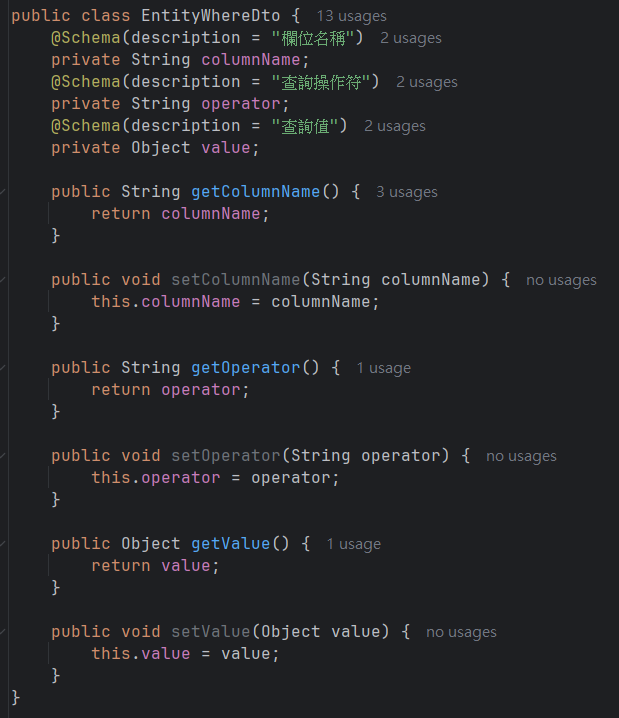 public class EntityWhereDto { 13 usages
@Schema(description = "欄位名稱") 2 usages
private String columnName;
@Schema(description = "查詢操作符") 2 usages
private String operator;
@Schema(description = "查詢值") 2 usages
private Object value;
public String getColumnName() { 3 usages
return columnName;
}
public void setColumnName(String columnName) { no usages
this.columnName = columnName;
}
public String getOperator() { 1 usage
return operator;
}
public void setOperator(String operator) { no usages
this.operator = operator;
}
public Object getValue() { 1 usage
return value;
}
public void setValue(Object value) { no usages
this.value = value;
}
}